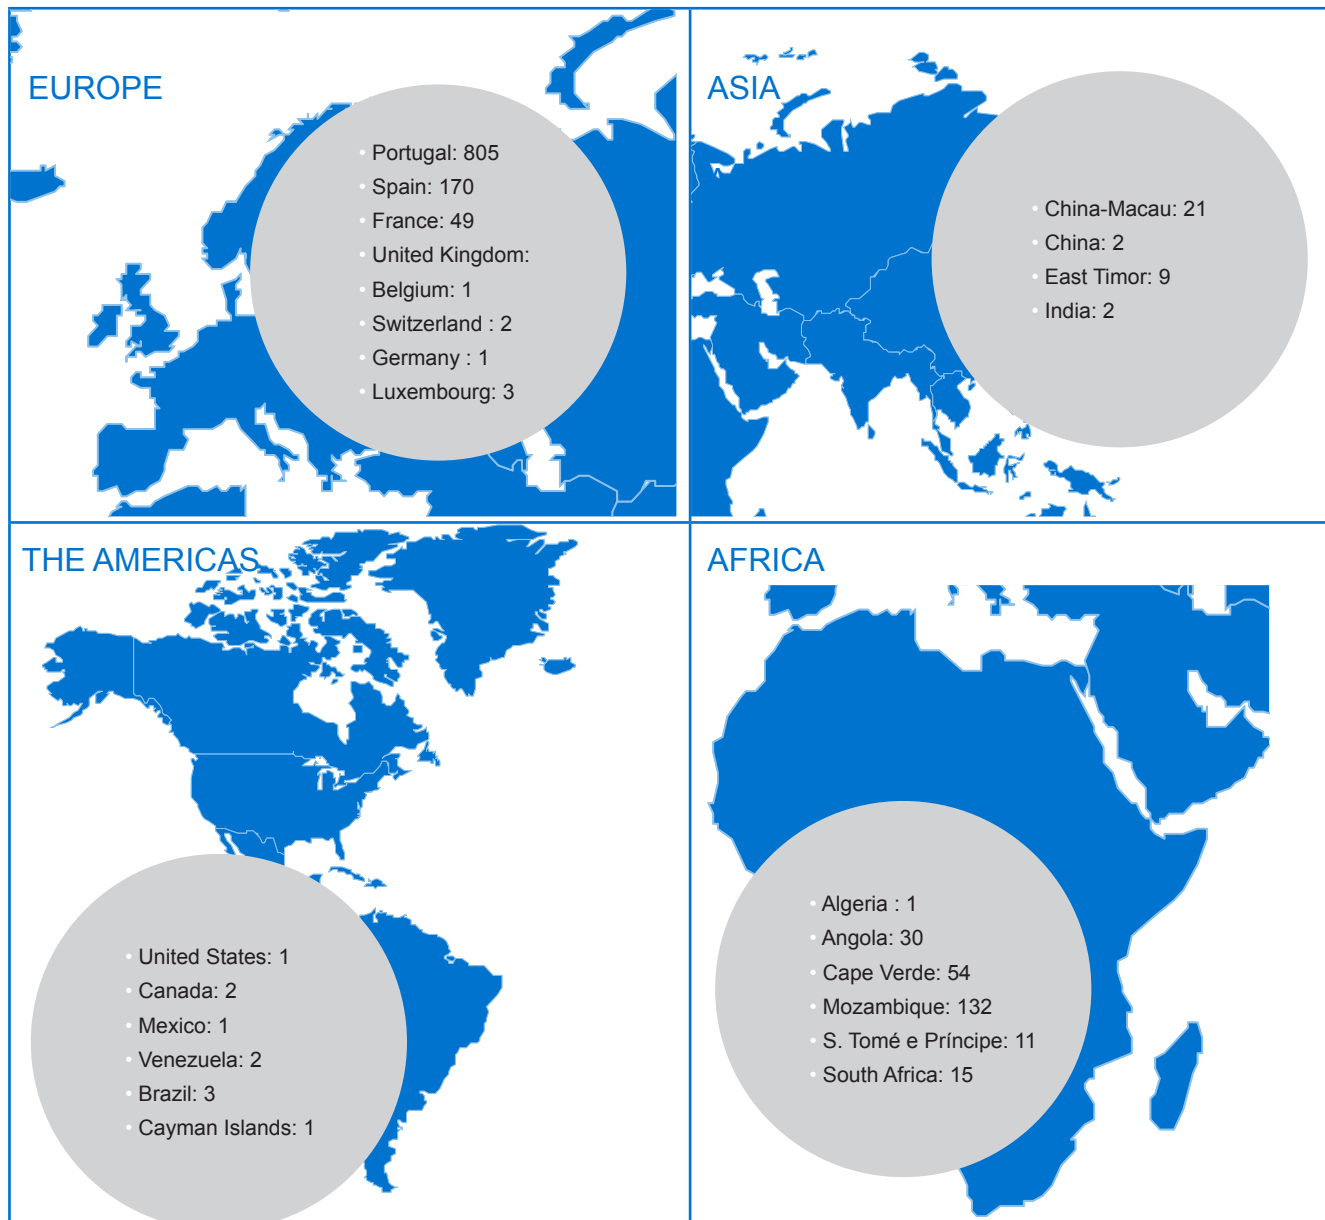 EUROPE
• Portugal: 805
• Spain: 170
• France: 49
• United Kingdom:
• Belgium: 1
• Switzerland : 2
• Germany : 1
• Luxembourg: 3
ASIA
• China-Macau: 21
• China: 2
• East Timor: 9
• India: 2
THE AMERICAS
• United States: 1
• Canada: 2
• Mexico: 1
• Venezuela: 2
• Brazil: 3
• Cayman Islands: 1
AFRICA
• Algeria : 1
• Angola: 30
• Cape Verde: 54
• Mozambique: 132
• S. Tomé e Príncipe: 11
• South Africa: 15